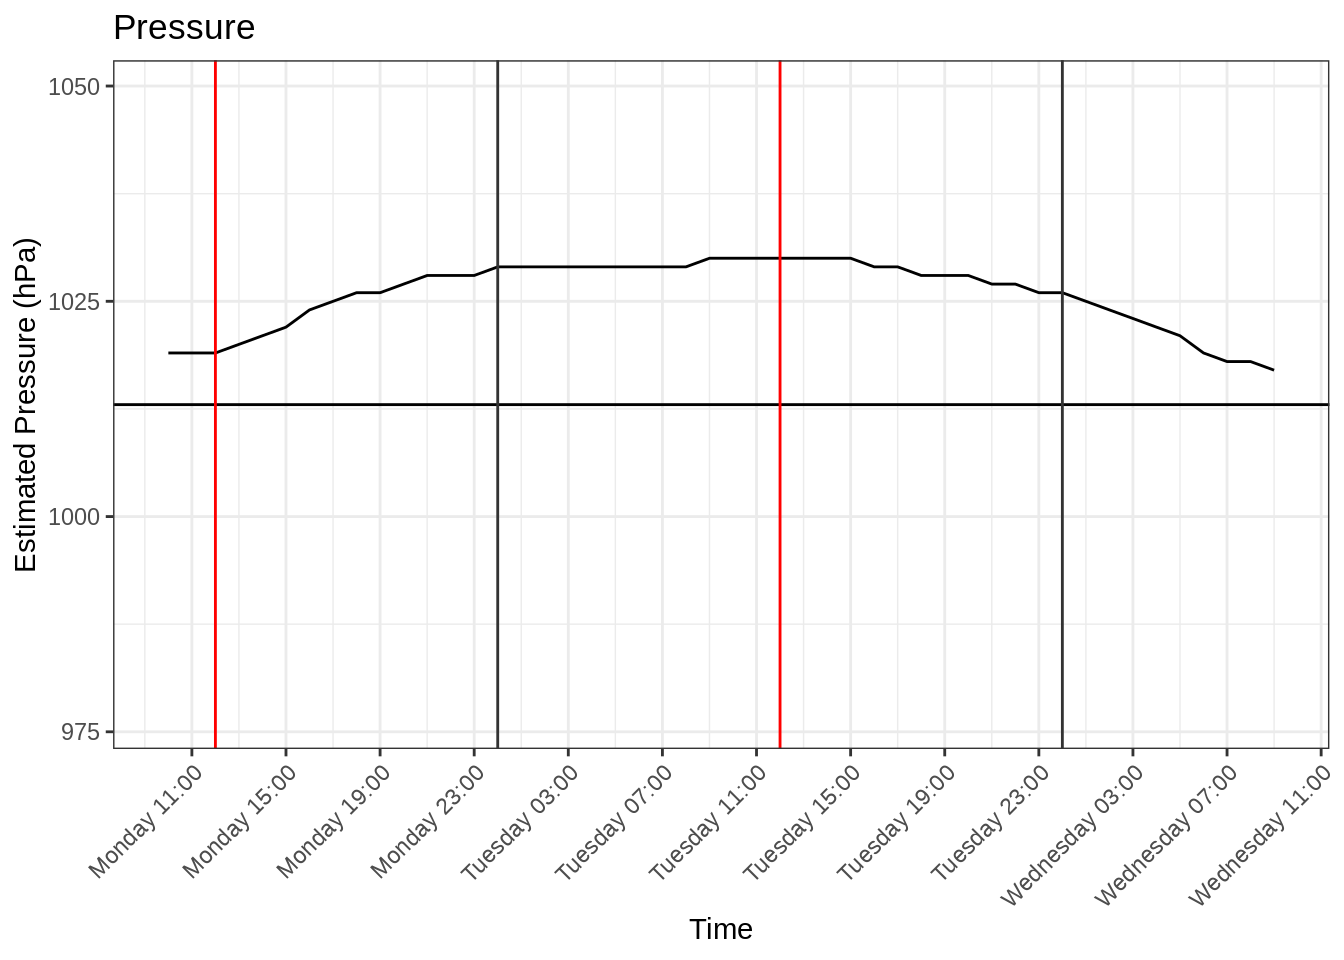 Pressure
Estimated Pressure (hPa)
1050
1025
1000
975
Monday 11:00
Monday 15:00
Monday 19:00
Monday 23:00
Tuesday 03:00
Tuesday 07:00
Tuesday 11:00
Tuesday 15:00
Tuesday 19:00
Tuesday 23:00
Wednesday 03:00
Wednesday 07:00
Wednesday 11:00
Time